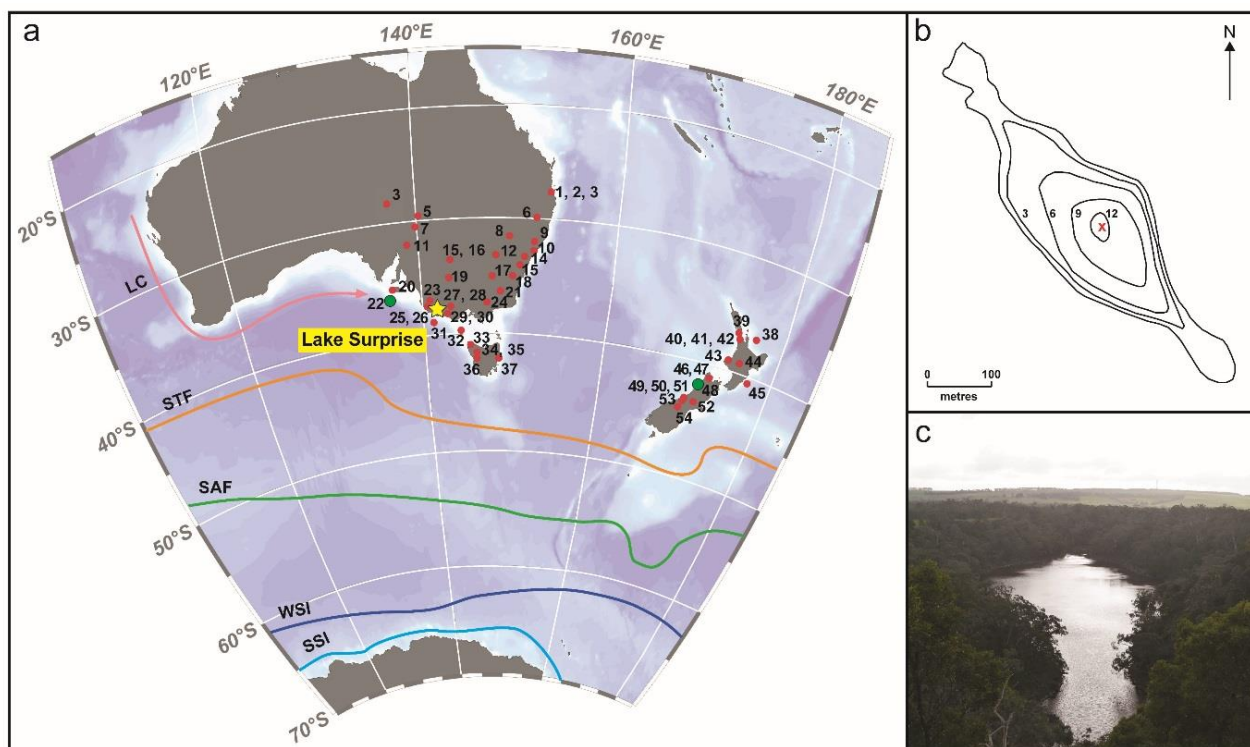 a
120°E
140°E
160°E
180°E
20°S
30°S
40°S
50°S
60°S
70°S
LC
STF
SAF
WSI
SSI
Lake Surprise
1, 2, 3
3
5
6
7
8
9
10
11
12
14
15, 16
15
17
18
19
20
21
22
23
24
25, 26
27, 28
29, 30
31
32
33
34, 35
36
37
38
39
40, 41, 42
43
44
45
46, 47
48
49, 50, 51
52
53
54
b
N
3 6 9 12
x
0 100
metres
c